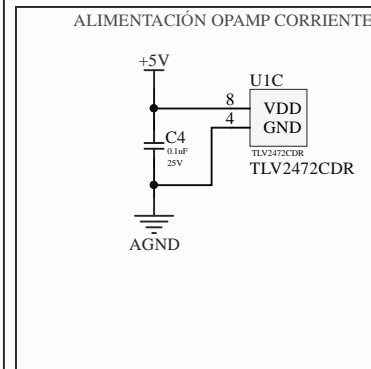 ALIMENTACIÓN OPAMP CORRIENTE
+5V
U1C
8
VDD
4
GND
C4
0.1uF
25V
TLV2472CDR
TLV2472CDR
AGND